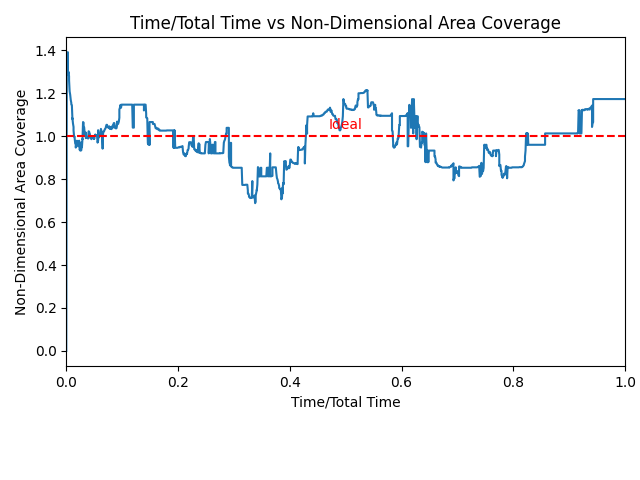 Time/Total Time vs Non-Dimensional Area Coverage
Non-Dimensional Area Coverage
1.4
1.2
1.0
0.8
0.6
0.4
0.2
0.0
Ideal
0.0 0.2 0.4 0.6 0.8 1.0
Time/Total Time